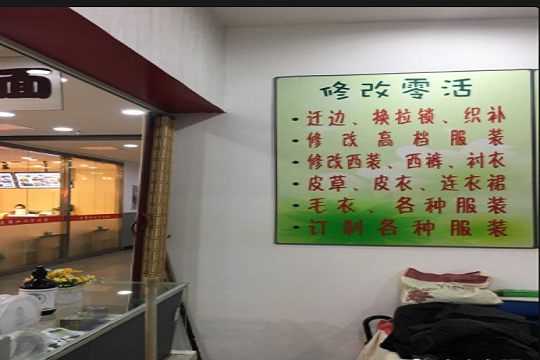 面
修改零活
·迁边、换拉锁、织补
·修改高档服装
·修改西装、西裤、衬衣
·皮草、皮衣、连衣裙
·毛衣、各种服装
·订制各种服装